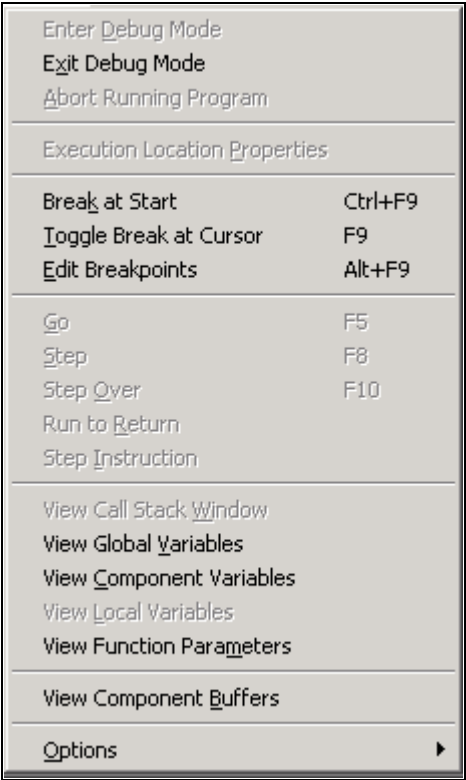 Enter Debug Mode
Exit Debug Mode
Abort Running Program
Execution Location Properties
Break at Start Ctrl+F9
Toggle Break at Cursor F9
Edit Breakpoints Alt+F9
Go F5
Step F8
Step Over F10
Run to Return
Step Instruction
View Call Stack Window
View Global Variables
View Component Variables
View Local Variables
View Function Parameters
View Component Buffers
Options